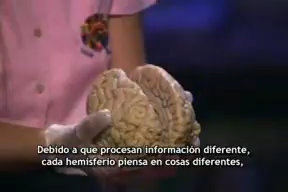 Debido a que procesan información diferente,
cada hemisferio piensa en cosas diferentes,